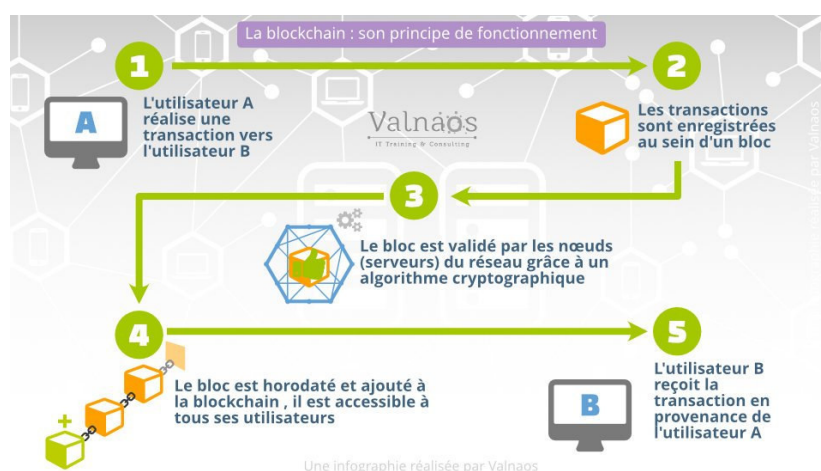 La blockchain : son principe de fonctionnement
1
2
A
L'utilisateur A
réalise une
transaction vers
l'utilisateur B
Valnaos
IT Training & Consulting
Les transactions
sont enregistrées
au sein d'un bloc
3
Le bloc est validé par les nœuds
(serveurs) du réseau grâce à un
algorithme cryptographique
4
5
Le bloc est horodaté et ajouté à
la blockchain , il est accessible à
tous ses utilisateurs
B
L'utilisateur B
reçoit la
transaction en
provenance de
l'utilisateur A
Une infographie réalisée par Valnaos